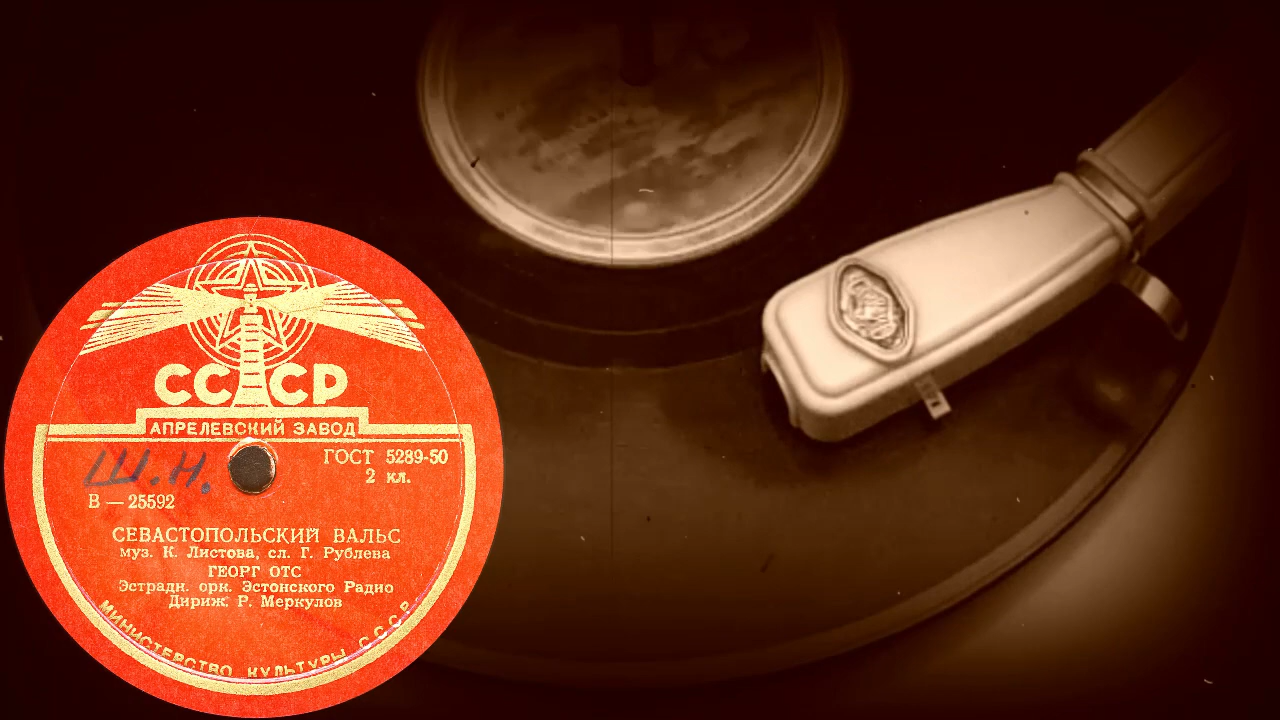 СССР
АПРЕЛЕВСКИЙ ЗАВОД
Ш.Н.
ГОСТ 5289-50
2 кл.
В — 25592
СЕВАСТОПОЛЬСКИЙ ВАЛЬС
муз. К. Листова, сл. Г. Рублева
ГЕОРГ ОТС
Эстрадн. орк. Эстонского Радио
Дириж. Р. Меркулов
МИНИСТЕРСТВО КУЛЬТУРЫ СССР